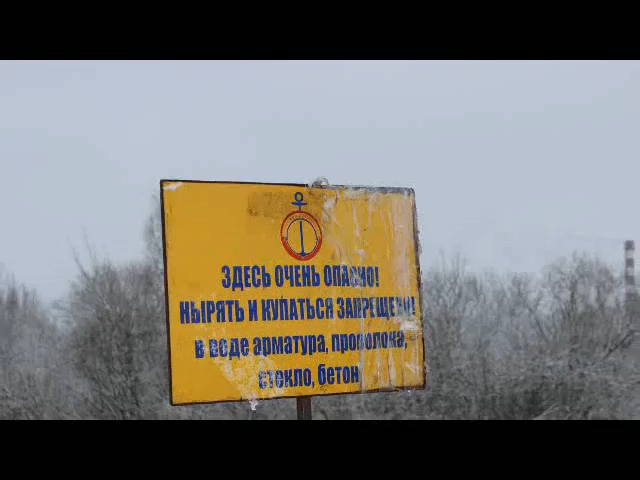 ЗДЕСЬ ОЧЕНЬ ОПАСНО!
НЫРЯТЬ И КУПАТЬСЯ ЗАПРЕЩЕНО!
в воде арматура, проволока,
стекло, бетон